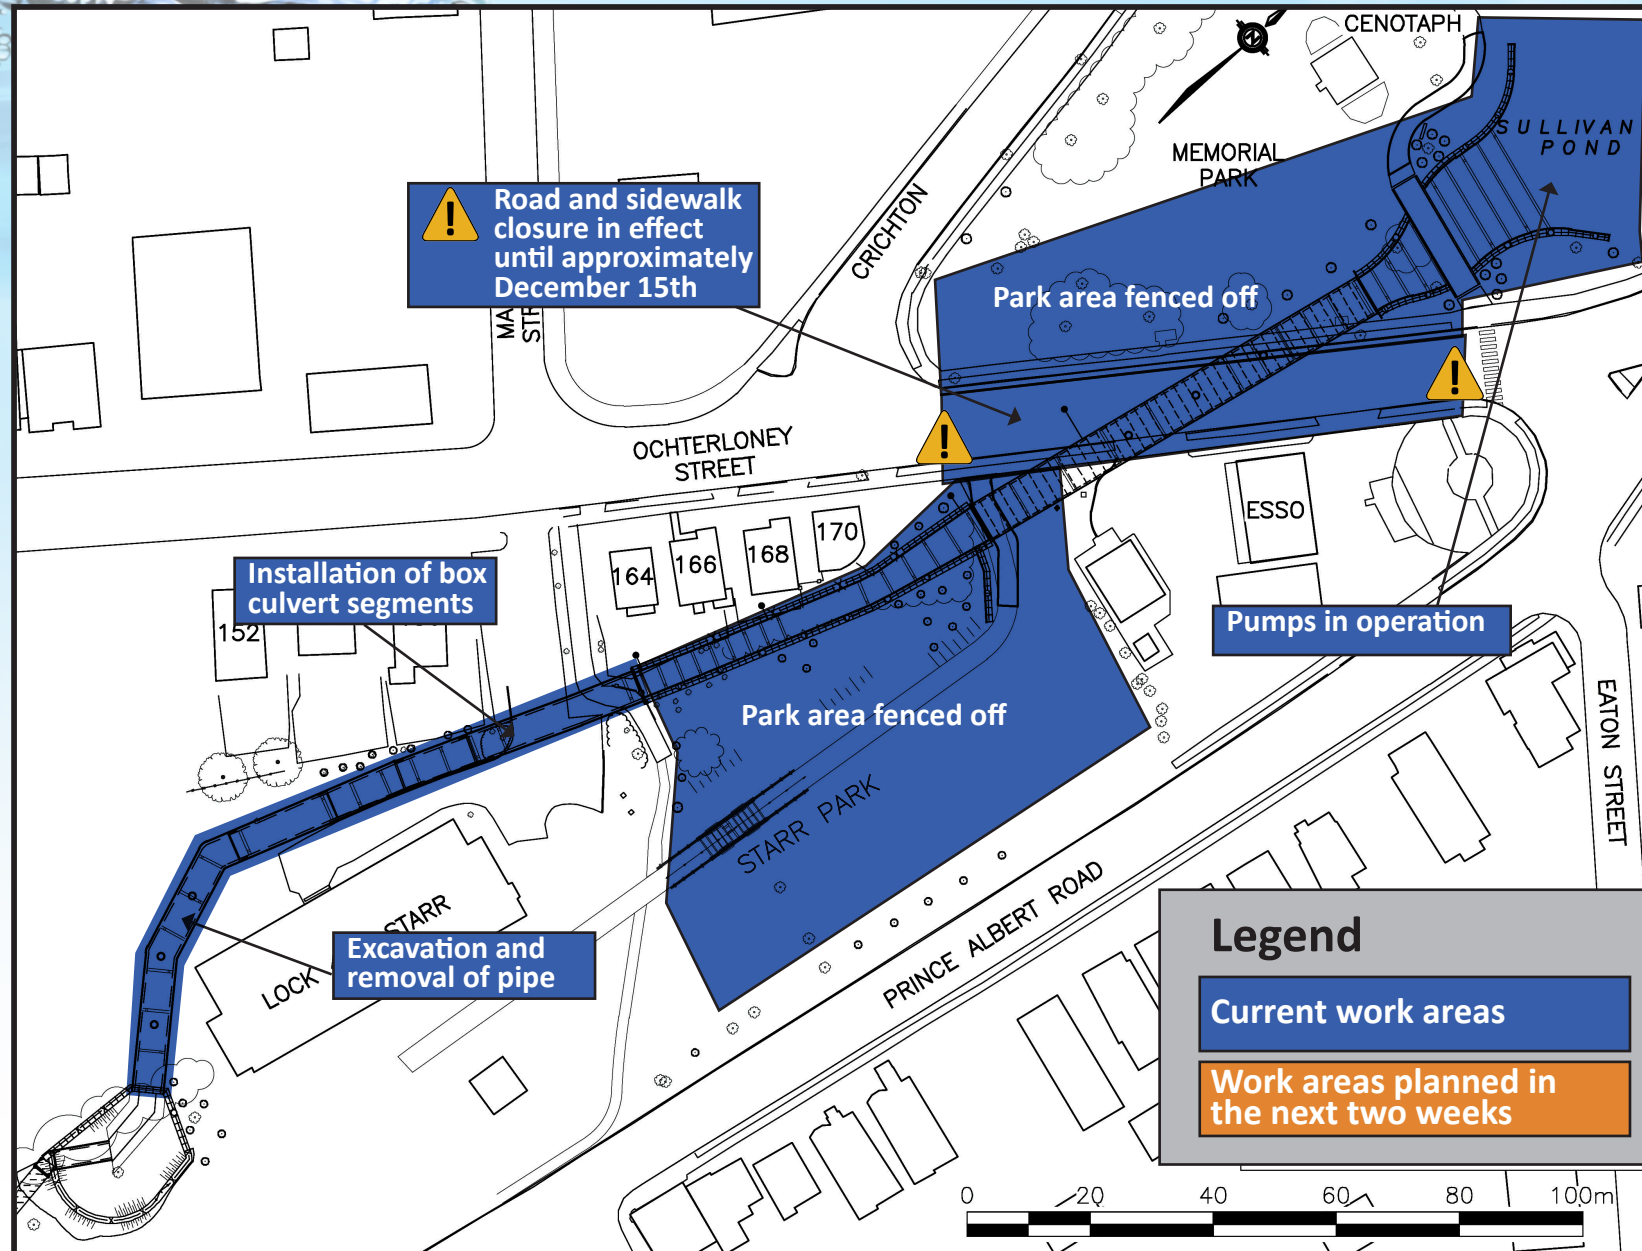 CENOTAPH
SULLIVAN
POND
MEMORIAL
PARK
Road and sidewalk
closure in effect
until approximately
December 15th
CRICHTON
MA
STR
Park area fenced off
OCHTERLONEY
STREET
ESSO
170
168
166
164
Installation of box
culvert segments
152
Pumps in operation
EATON STREET
Park area fenced off
STARR PARK
PRINCE ALBERT ROAD
LOCK
STARR
Excavation and
removal of pipe
Legend
Current work areas
Work areas planned in
the next two weeks
0 20 40 60 80 100m